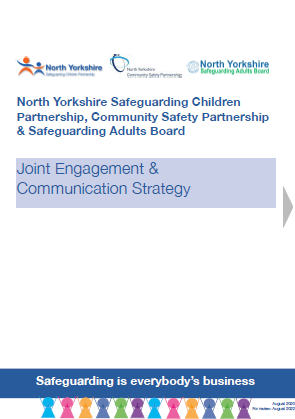 North Yorkshire
Safeguarding Children Partnership
North Yorkshire
Community Safety Partnership
North Yorkshire
Safeguarding Adults Board
North Yorkshire Safeguarding Children
Partnership, Community Safety Partnership
& Safeguarding Adults Board
Joint Engagement &
Communication Strategy
Safeguarding is everybody’s business
August 2020
For review: August 2022